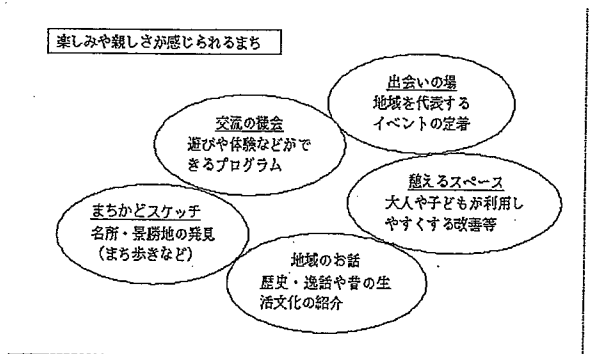 楽しみや親しさが感じられるまち
出会いの場
地域を代表する
イベントの定着
交流の機会
遊びや体験などがで
きるプログラム
憩えるスペース
大人や子どもが利用し
やすくする改善等
まちかどスケッチ
名所・景勝地の発見
（まち歩きなど）
地域のお話
歴史・逸話や昔の生
活文化の紹介